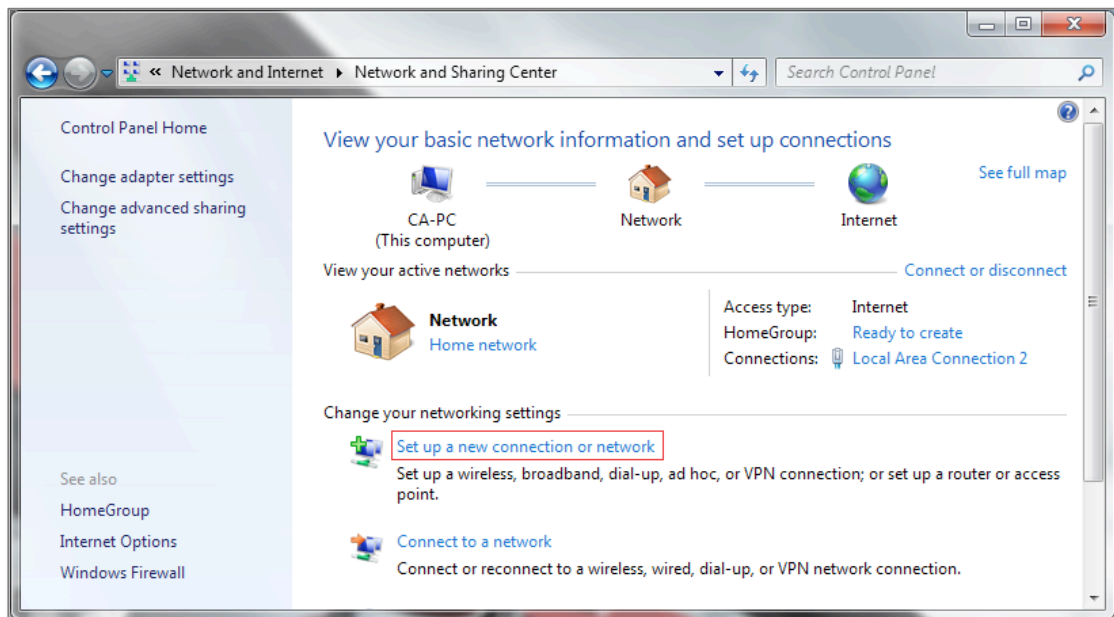 « Network and Internet ▸ Network and Sharing Center
Search Control Panel
Control Panel Home
Change adapter settings
Change advanced sharing
settings
See also
HomeGroup
Internet Options
Windows Firewall
View your basic network information and set up connections
See full map
CA-PC
(This computer)
Network
Internet
View your active networks
Connect or disconnect
Network
Home network
Access type: Internet
HomeGroup: Ready to create
Connections: Local Area Connection 2
Change your networking settings
Set up a new connection or network
Set up a wireless, broadband, dial-up, ad hoc, or VPN connection; or set up a router or access
point.
Connect to a network
Connect or reconnect to a wireless, wired, dial-up, or VPN network connection.